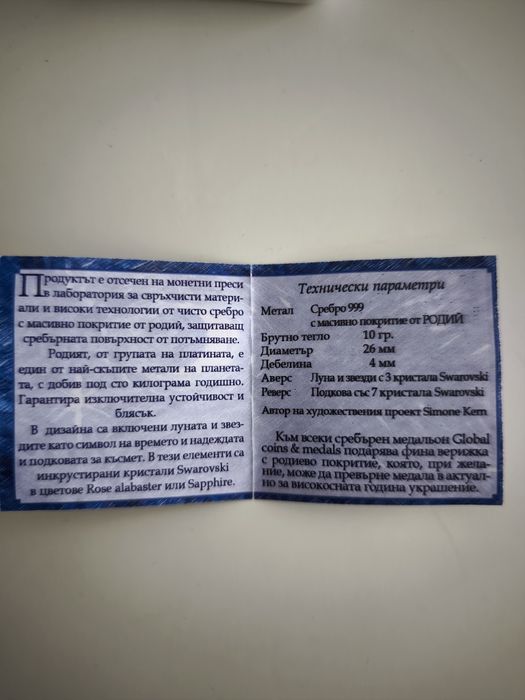 Продуктът е отсечен на монетни преси
в лаборатория за свръхчисти матери-
али и високи технологии от чисто сребро
с масивно покритие от родий, защитаващ
сребърната повърхност от потъмняване.
Родият, от групата на платината, е
един от най-скъпите метали на планета-
та, с добив под сто килограма годишно.
Гарантира изключителна устойчивост и
блясък.
В дизайна са включени луната и звез-
дите като символ на времето и надеждата
и подковата за късмет. В тези елементи са
инкрустирани кристали Swarovski
в цветове Rose alabaster или Sapphire.
Технически параметри
Метал Сребро 999
с масивно покритие от РОДИЙ
Брутно тегло 10 гр.
Диаметър 26 мм
Дебелина 4 мм
Аверс Луна и звезди с 3 кристала Swarovski
Реверс Подкова със 7 кристала Swarovski
Автор на художествения проект Simone Kern
Към всеки сребърен медальон Global
coins & medals подарява фина верижка
с родиево покритие, която, при жела-
ние, може да превърне медала в актуал-
но за високосната година украшение.